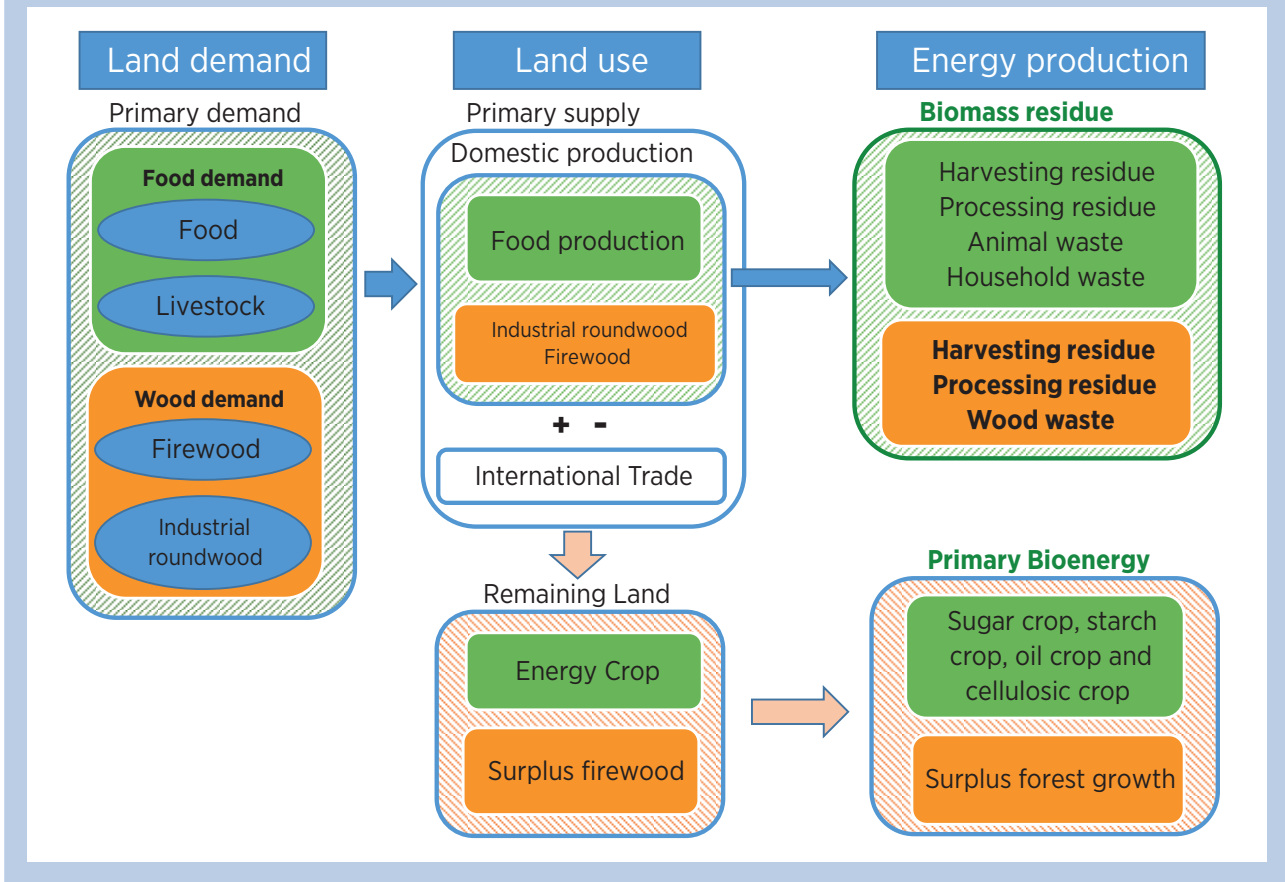 Land demand
Primary demand
Food demand
Food
Livestock
Wood demand
Firewood
Industrial
roundwood
Land use
Primary supply
Domestic production
Food production
Industrial roundwood
Firewood
+ -
International Trade
Remaining Land
Energy Crop
Surplus firewood
Energy production
Biomass residue
Harvesting residue
Processing residue
Animal waste
Household waste
Harvesting residue
Processing residue
Wood waste
Primary Bioenergy
Sugar crop, starch
crop, oil crop and
cellulosic crop
Surplus forest growth